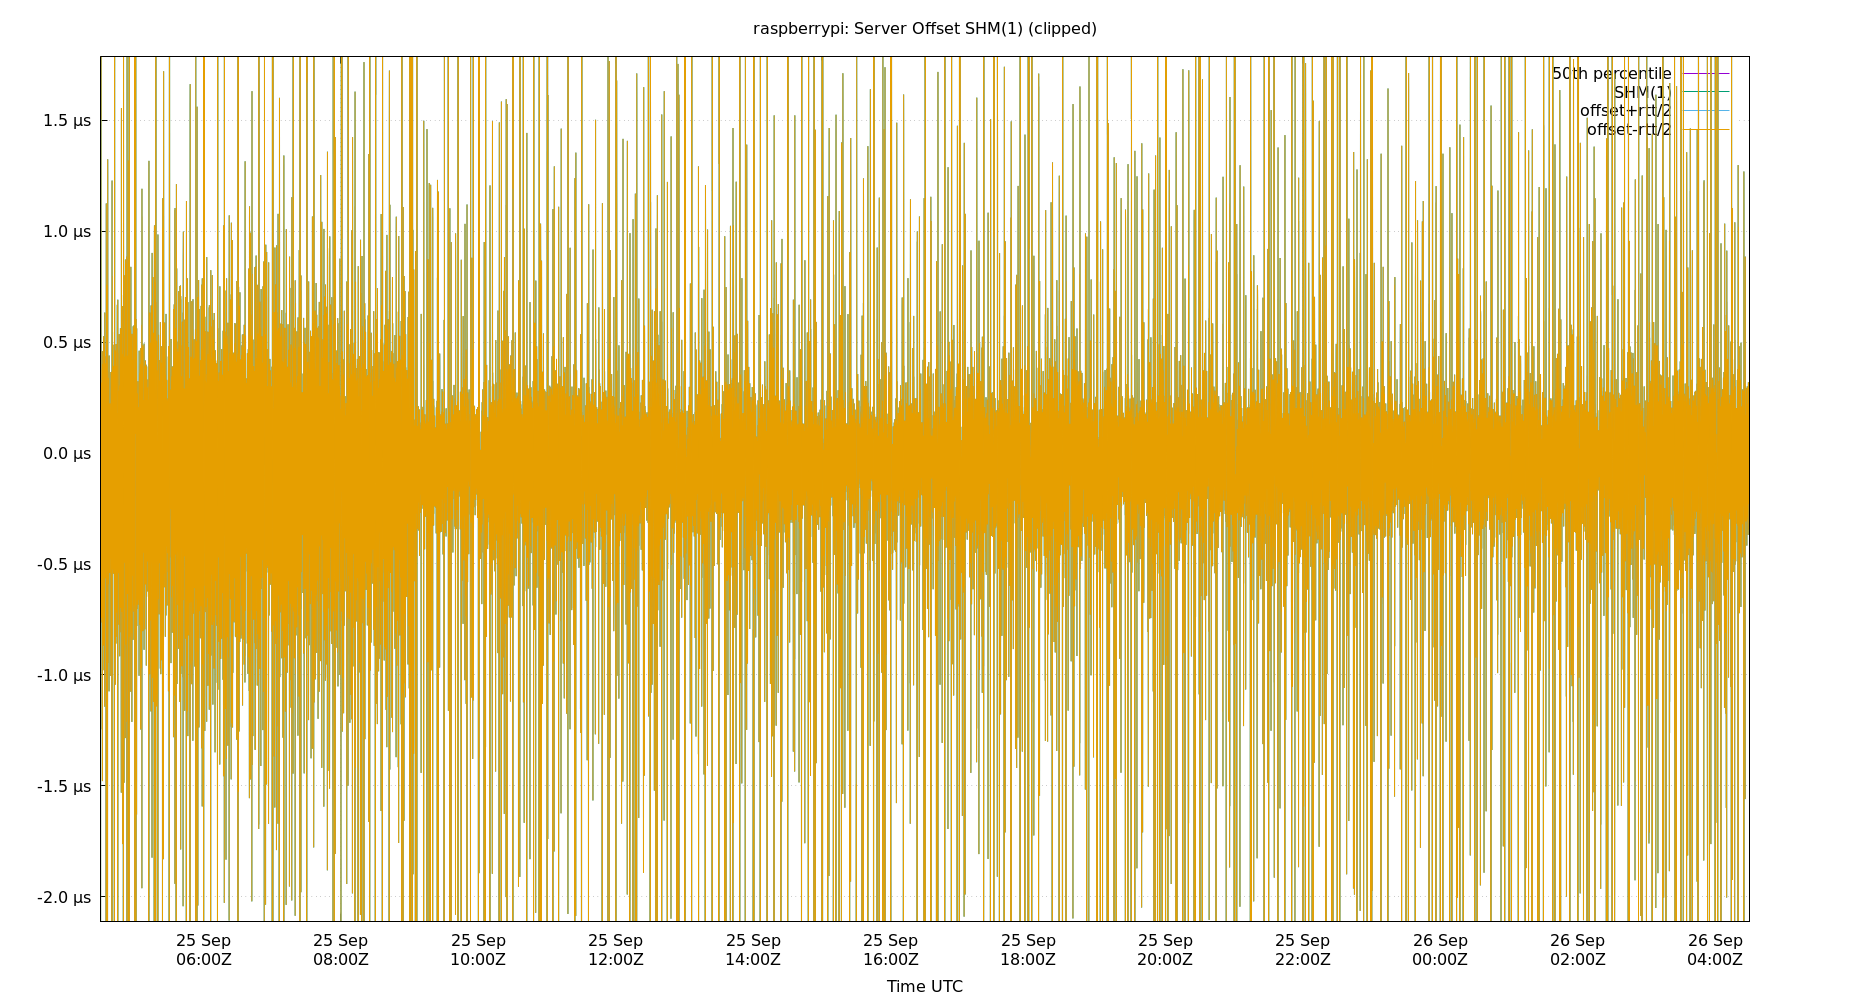 raspberrypi: Server Offset SHM(1) (clipped)
50th percentile
SHM(1)
offset+rtt/2
offset-rtt/2
1.5 µs
1.0 µs
0.5 µs
0.0 µs
-0.5 µs
-1.0 µs
-1.5 µs
-2.0 µs
25 Sep 25 Sep 25 Sep 25 Sep 25 Sep 25 Sep 25 Sep 25 Sep 25 Sep 26 Sep 26 Sep 26 Sep
06:00Z 08:00Z 10:00Z 12:00Z 14:00Z 16:00Z 18:00Z 20:00Z 22:00Z 00:00Z 02:00Z 04:00Z
Time UTC